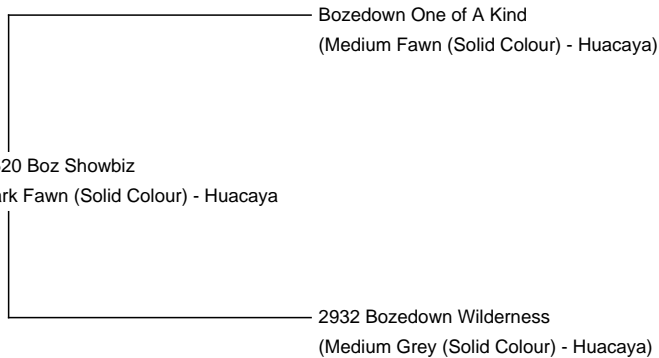 Bozedown One of A Kind
(Medium Fawn (Solid Colour) - Huacaya)
20 Boz Showbiz
Fawn (Solid Colour) - Huacaya
2932 Bozedown Wilderness
(Medium Grey (Solid Colour) - Huacaya)